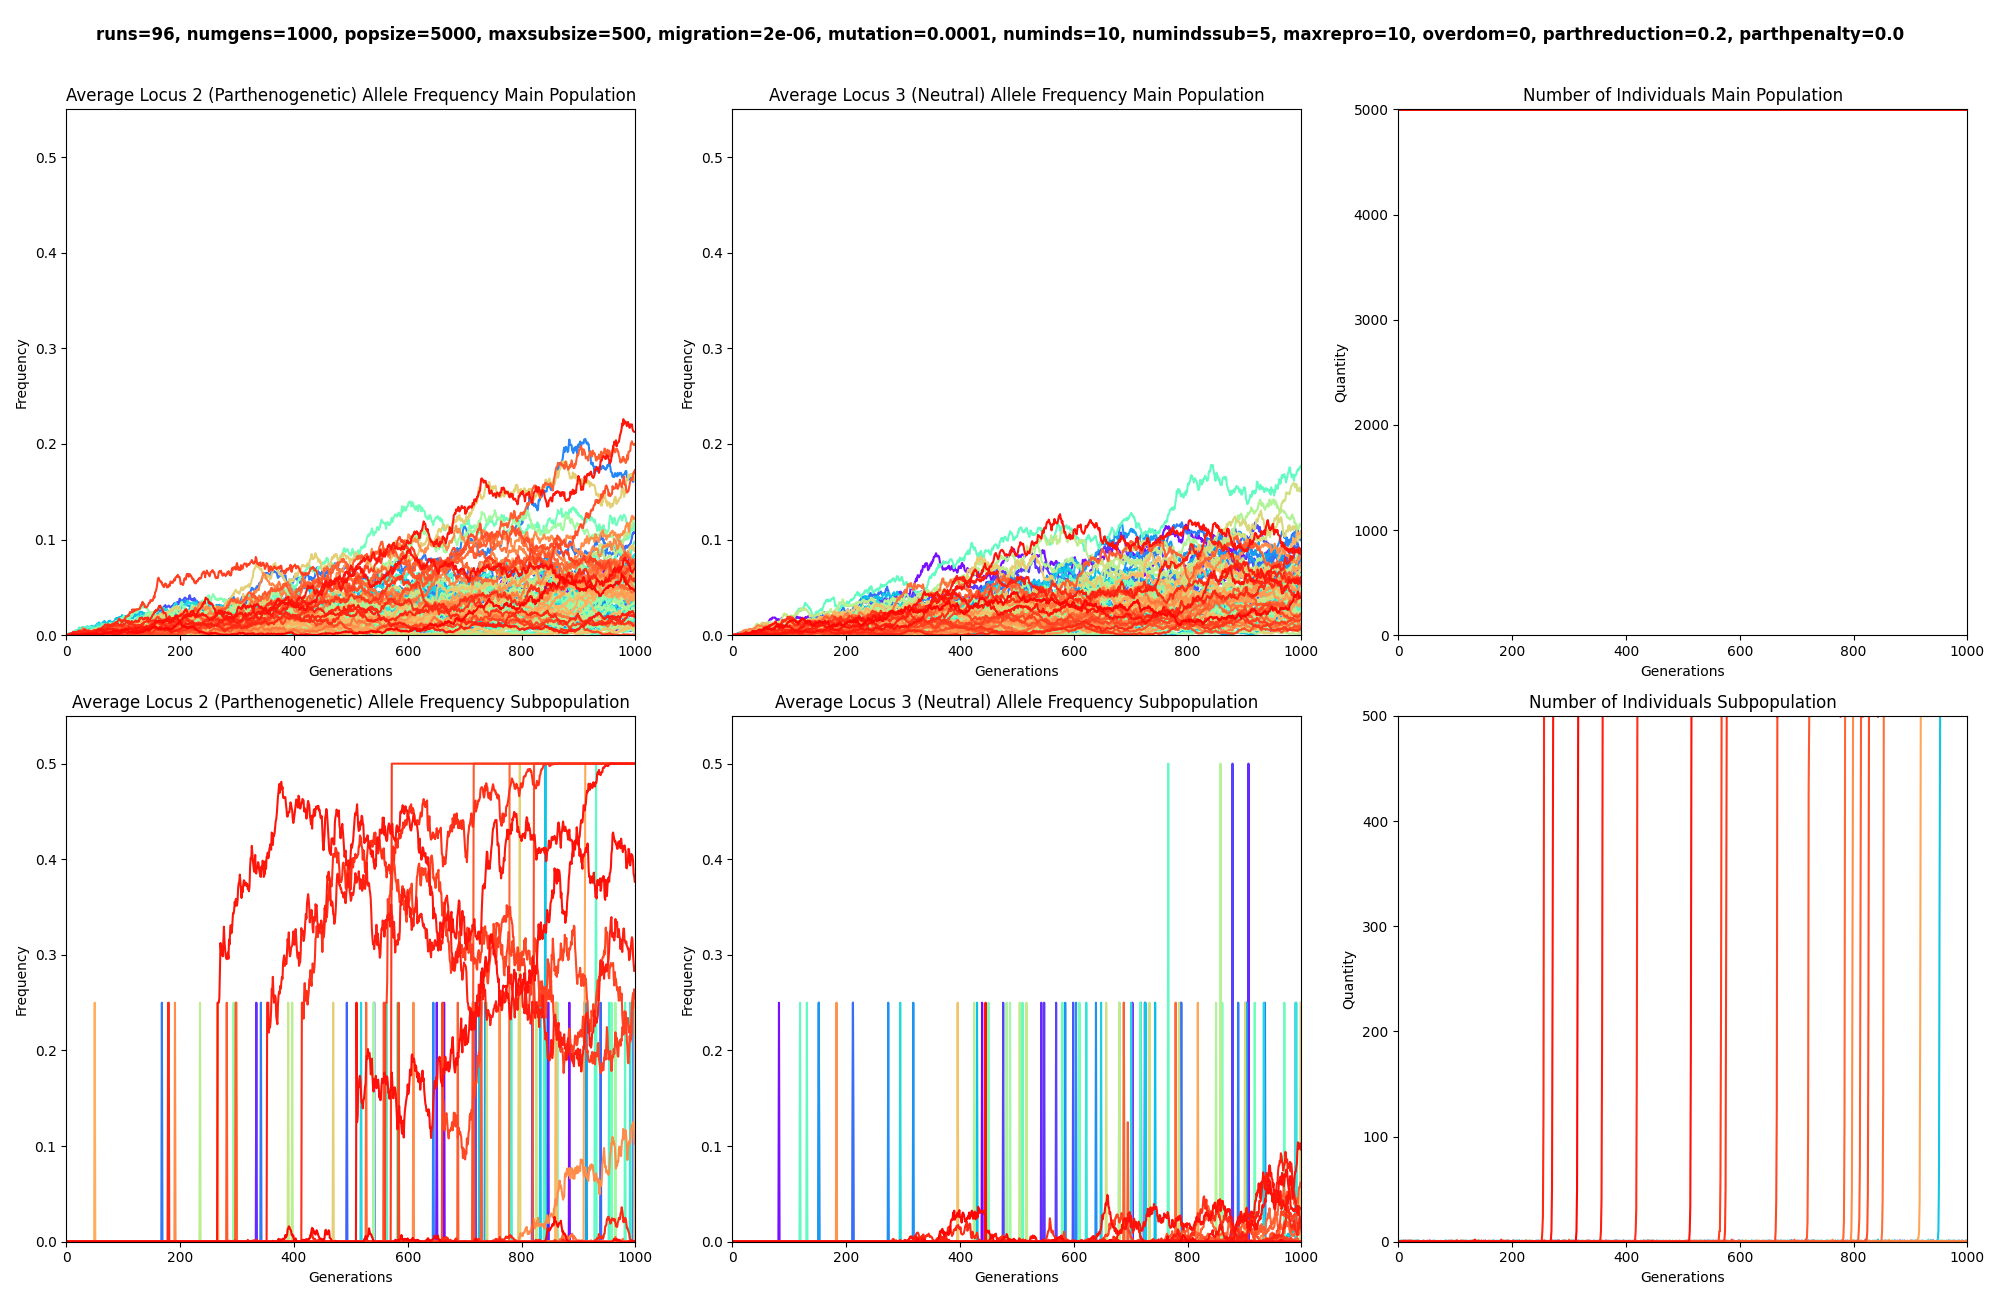 runs=96, numgens=1000, popsize=5000, maxsubsize=500, migration=2e-06, mutation=0.0001, numinds=10, numindssub=5, maxrepro=10, overdom=0, parthreduction=0.2, parthpenalty=0.0
Average Locus 2 (Parthenogenetic) Allele Frequency Main Population
Frequency
0.5
0.4
0.3
0.2
0.1
0.0
0 200 400 600 800 1000
Generations
Average Locus 3 (Neutral) Allele Frequency Main Population
Frequency
0.5
0.4
0.3
0.2
0.1
0.0
0 200 400 600 800 1000
Generations
Number of Individuals Main Population
Quantity
5000
4000
3000
2000
1000
0
0 200 400 600 800 1000
Generations
Average Locus 2 (Parthenogenetic) Allele Frequency Subpopulation
Frequency
0.5
0.4
0.3
0.2
0.1
0.0
0 200 400 600 800 1000
Generations
Average Locus 3 (Neutral) Allele Frequency Subpopulation
Frequency
0.5
0.4
0.3
0.2
0.1
0.0
0 200 400 600 800 1000
Generations
Number of Individuals Subpopulation
Quantity
500
400
300
200
100
0
0 200 400 600 800 1000
Generations